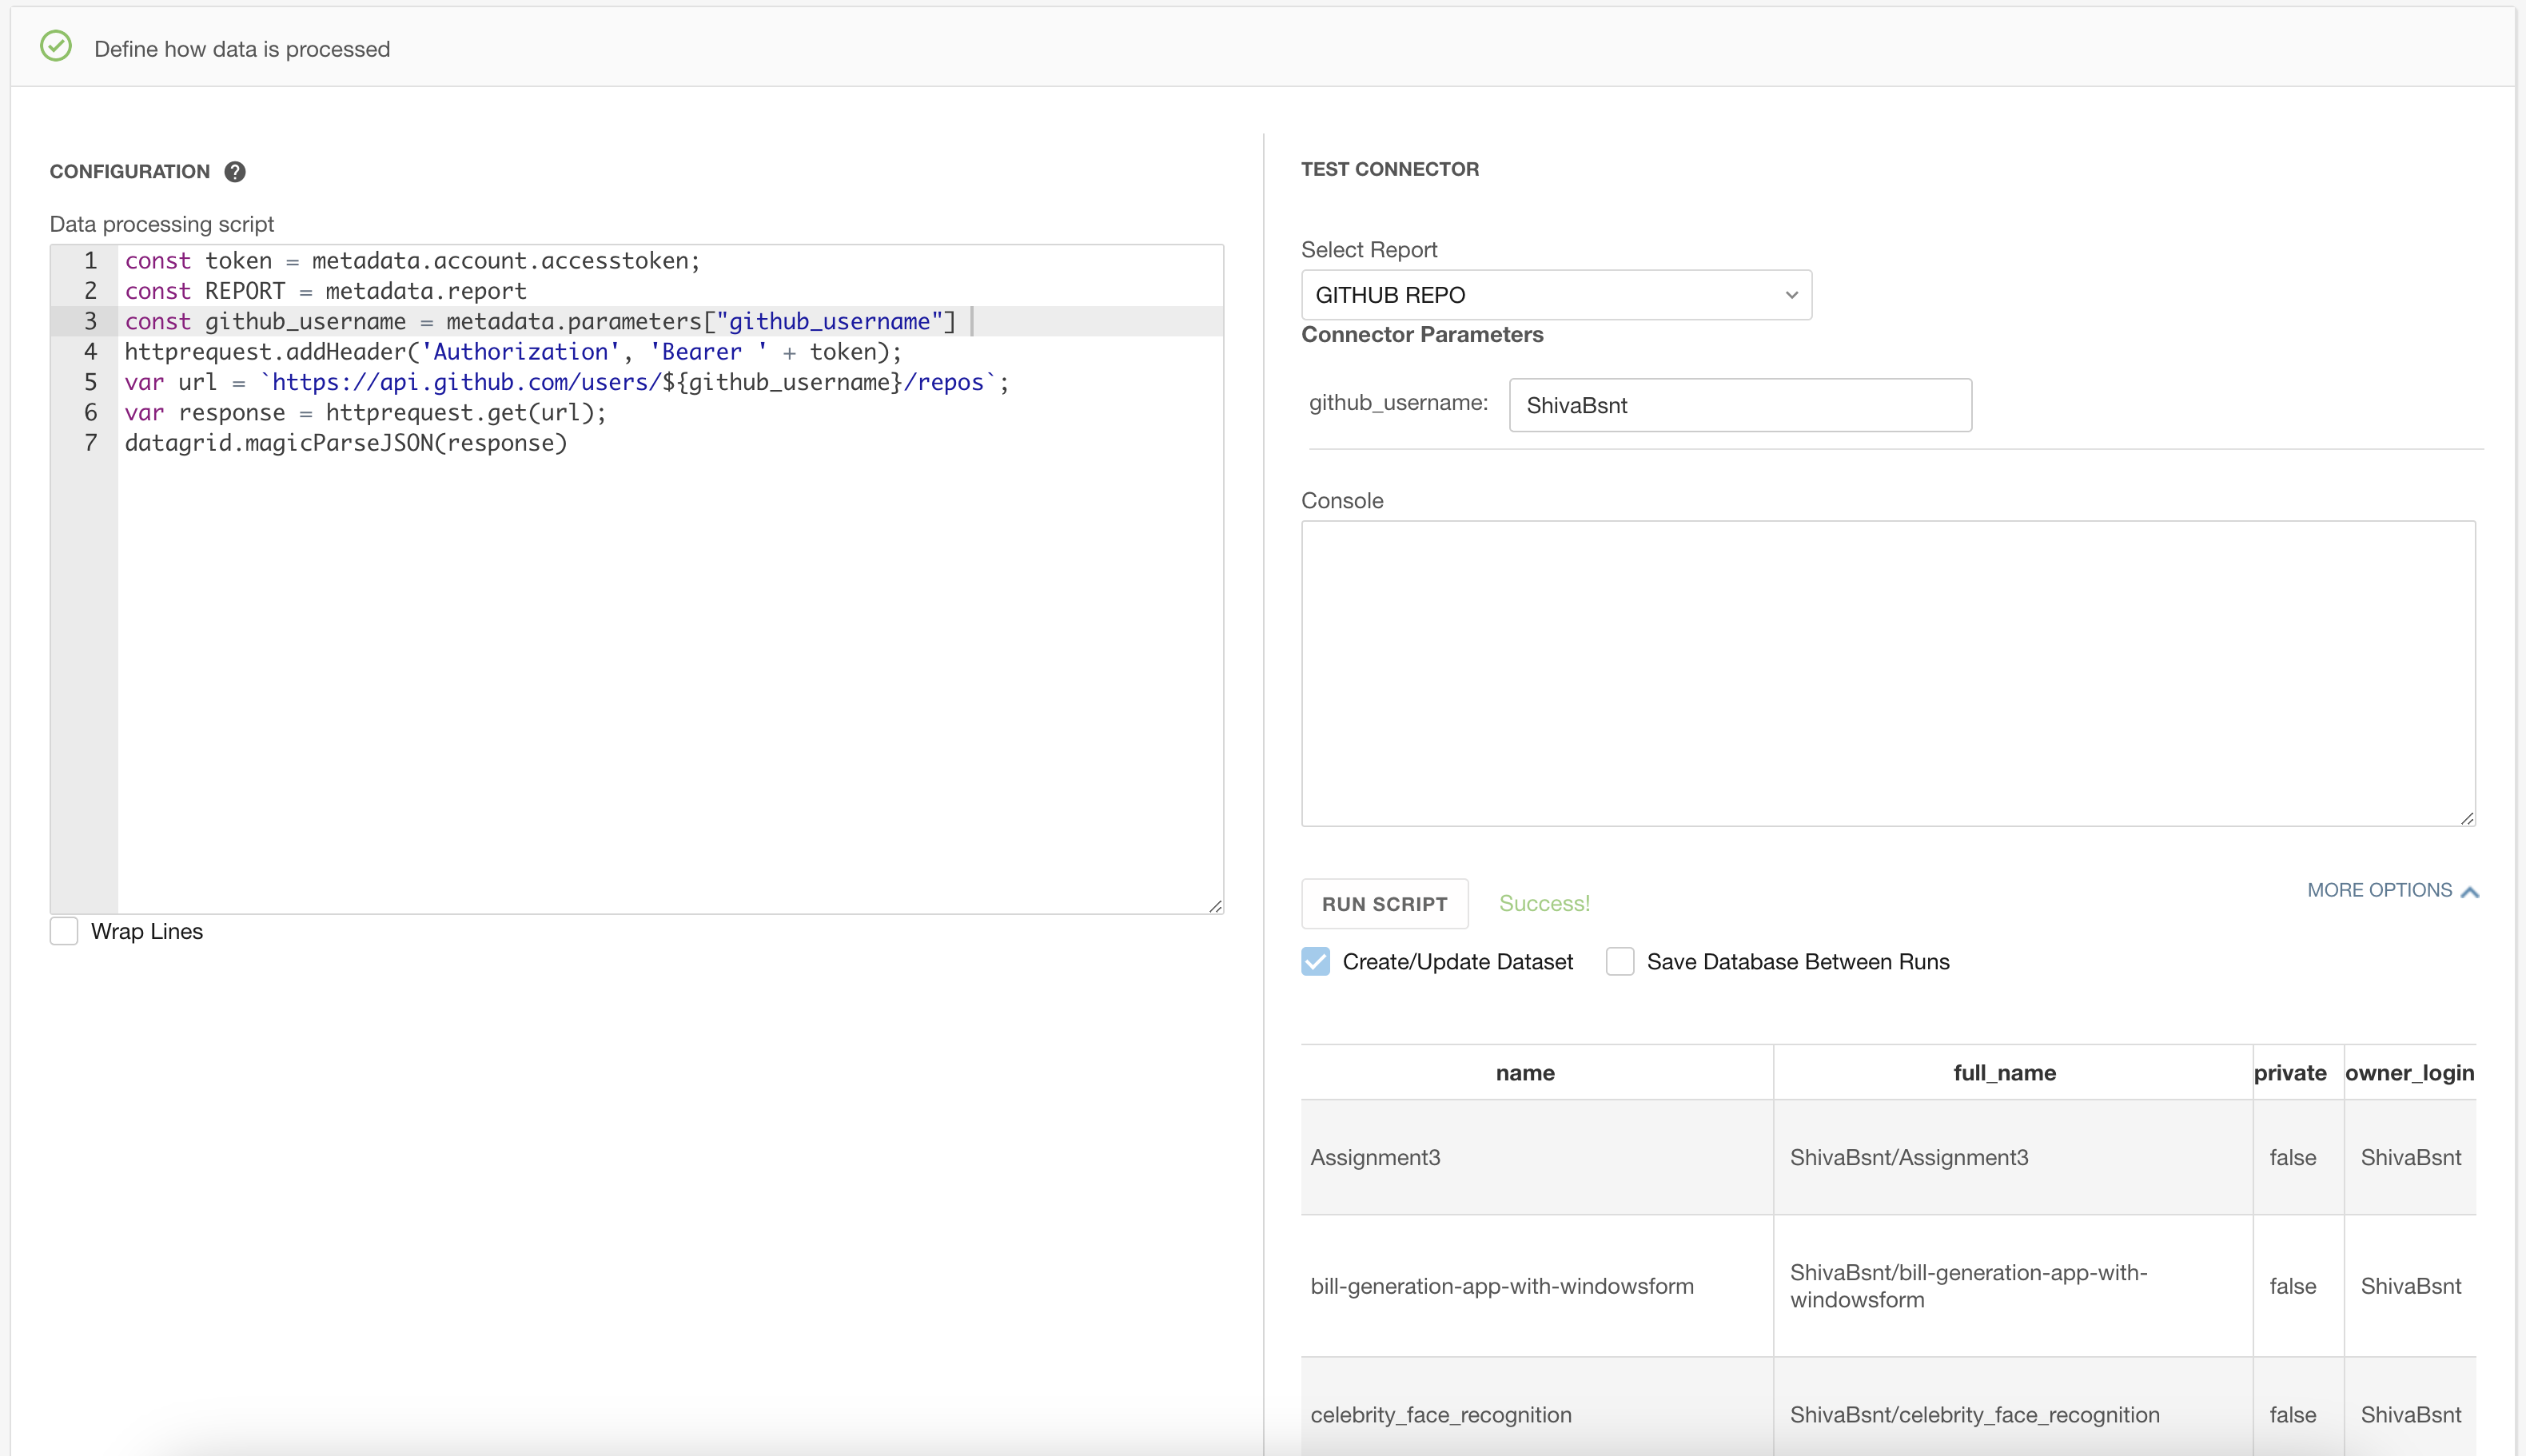 Define how data is processed
CONFIGURATION ?
Data processing script
1 const token = metadata.account.accesstoken;
2 const REPORT = metadata.report
3 const github_username = metadata.parameters["github_username"]
4 httprequest.addHeader('Authorization', 'Bearer ' + token);
5 var url = `https://api.github.com/users/${github_username}/repos`;
6 var response = httprequest.get(url);
7 datagrid.magicParseJSON(response)
Wrap Lines
TEST CONNECTOR
Select Report
GITHUB REPO
Connector Parameters
github_username: ShivaBsnt
Console
RUN SCRIPT Success! MORE OPTIONS
Create/Update Dataset Save Database Between Runs
name full_name private owner_login
Assignment3 ShivaBsnt/Assignment3 false ShivaBsnt
bill-generation-app-with-windowsform ShivaBsnt/bill-generation-app-with-
windowsform false ShivaBsnt
celebrity_face_recognition ShivaBsnt/celebrity_face_recognition false ShivaBsnt